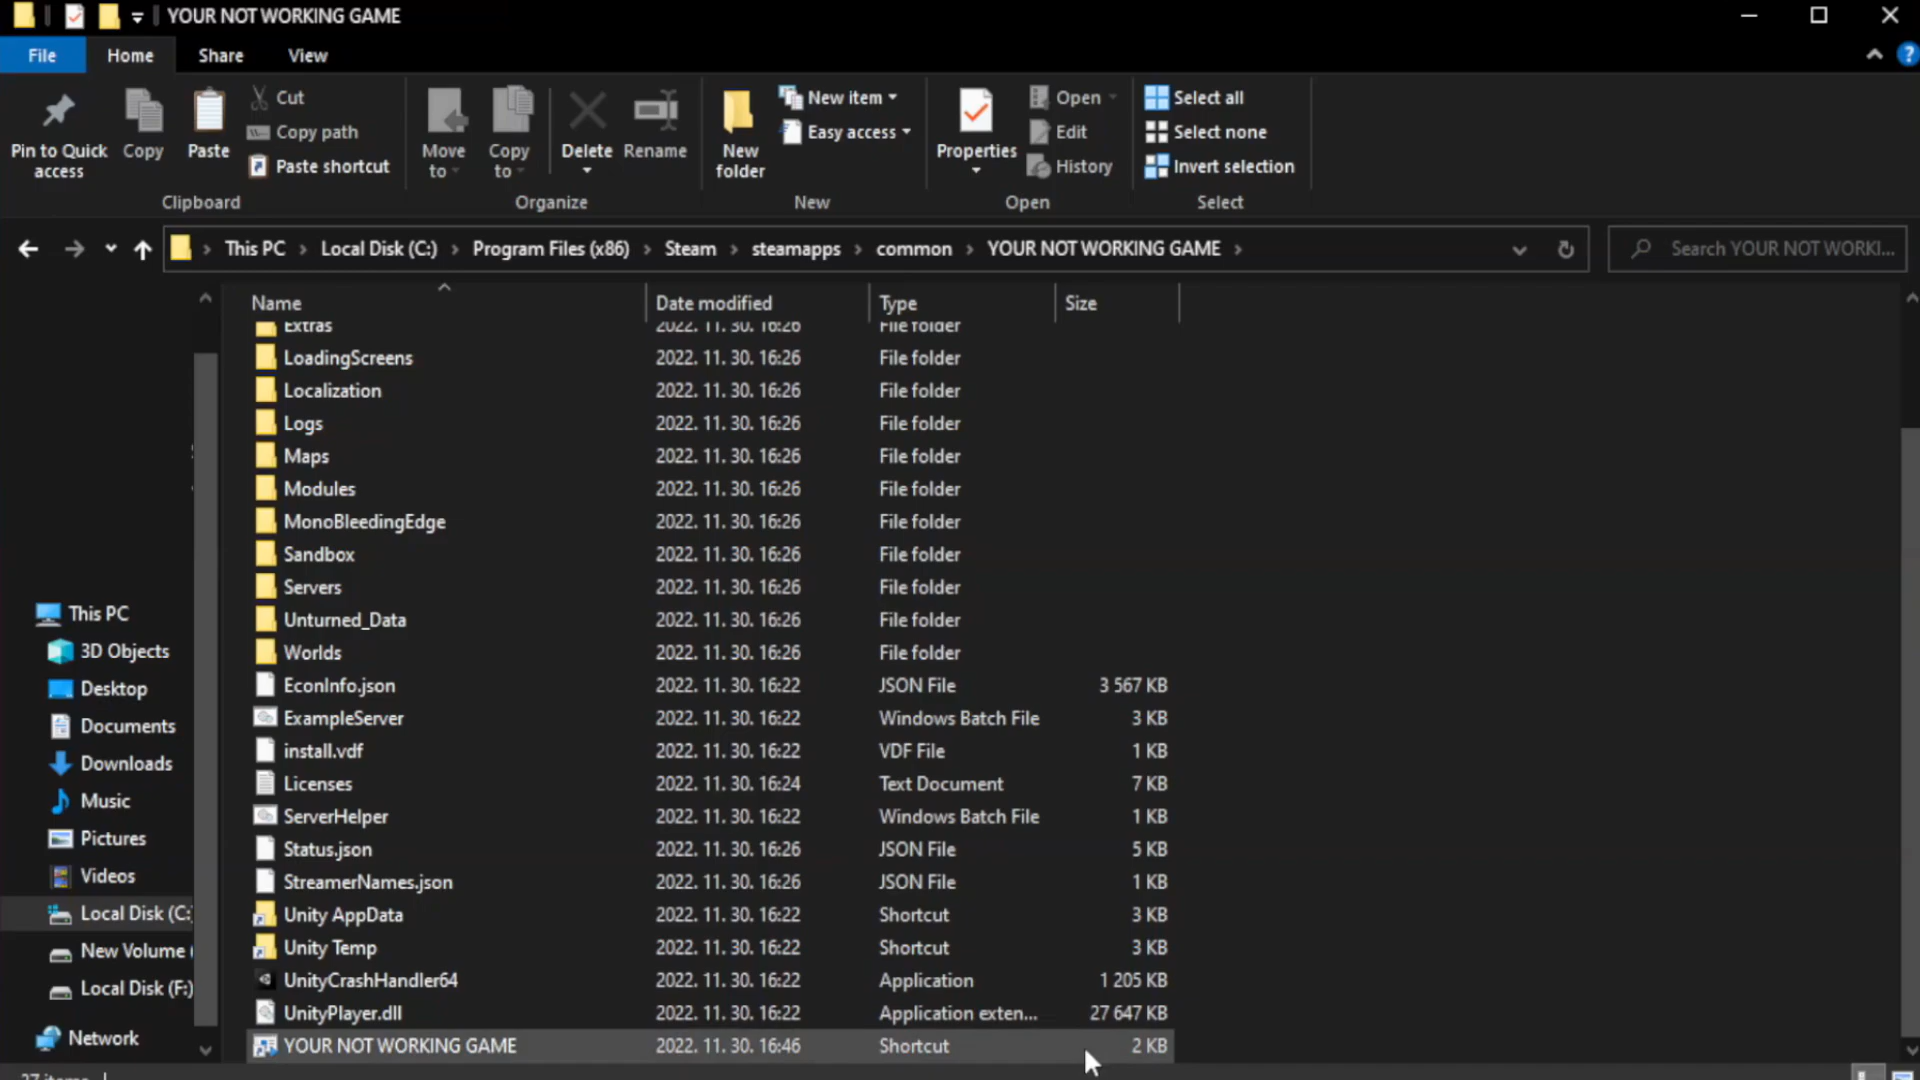 YOUR NOT WORKING GAME
File Home Share View
Pin to Quick access
Copy
Paste
Cut
Copy path
Paste shortcut
Clipboard
Move to
Copy to
Delete
Rename
Organize
New folder
New item
Easy access
New
Properties
Open
Edit
History
Open
Select all
Select none
Invert selection
Select
This PC > Local Disk (C:) > Program Files (x86) > Steam > steamapps > common > YOUR NOT WORKING GAME >
Search YOUR NOT WORKI...
This PC
3D Objects
Desktop
Documents
Downloads
Music
Pictures
Videos
Local Disk (C:
New Volume (
Local Disk (F:)
Network
Name Date modified Type Size
Extras 2022. 11. 30. 16:26 File folder
LoadingScreens 2022. 11. 30. 16:26 File folder
Localization 2022. 11. 30. 16:26 File folder
Logs 2022. 11. 30. 16:26 File folder
Maps 2022. 11. 30. 16:26 File folder
Modules 2022. 11. 30. 16:26 File folder
MonoBleedingEdge 2022. 11. 30. 16:26 File folder
Sandbox 2022. 11. 30. 16:26 File folder
Servers 2022. 11. 30. 16:26 File folder
Unturned_Data 2022. 11. 30. 16:26 File folder
Worlds 2022. 11. 30. 16:26 File folder
EconInfo.json 2022. 11. 30. 16:22 JSON File 3 567 KB
ExampleServer 2022. 11. 30. 16:22 Windows Batch File 3 KB
install.vdf 2022. 11. 30. 16:22 VDF File 1 KB
Licenses 2022. 11. 30. 16:24 Text Document 7 KB
ServerHelper 2022. 11. 30. 16:22 Windows Batch File 1 KB
Status.json 2022. 11. 30. 16:26 JSON File 5 KB
StreamerNames.json 2022. 11. 30. 16:26 JSON File 1 KB
Unity AppData 2022. 11. 30. 16:22 Shortcut 3 KB
Unity Temp 2022. 11. 30. 16:22 Shortcut 3 KB
UnityCrashHandler64 2022. 11. 30. 16:22 Application 1 205 KB
UnityPlayer.dll 2022. 11. 30. 16:22 Application exten... 27 647 KB
YOUR NOT WORKING GAME 2022. 11. 30. 16:46 Shortcut 2 KB